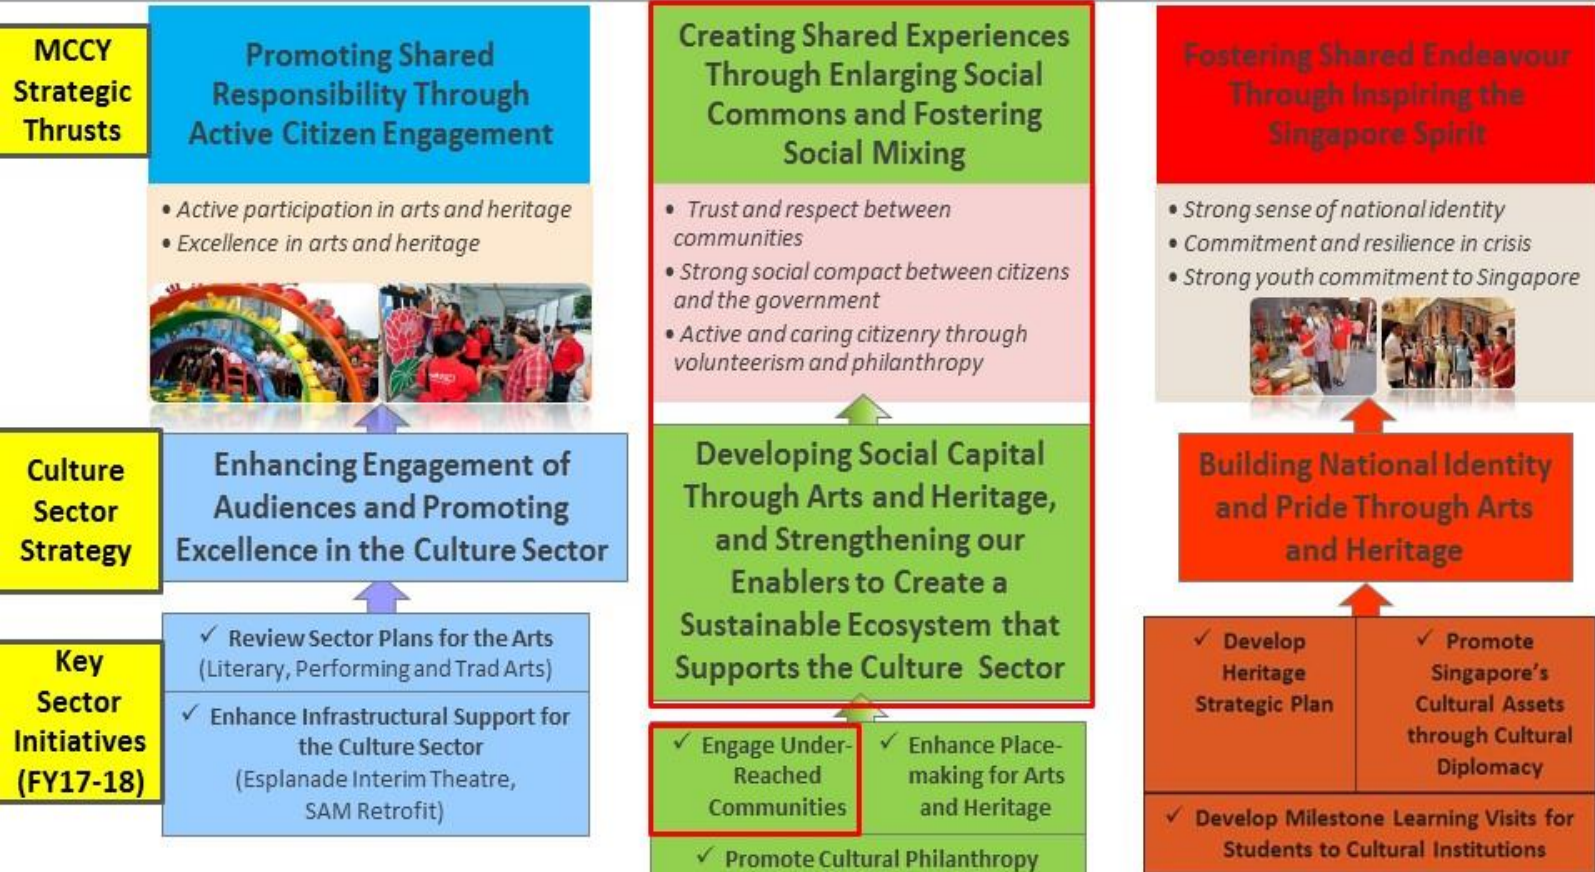 MCCY
Strategic
Thrusts
Promoting Shared
Responsibility Through
Active Citizen Engagement
• Active participation in arts and heritage
• Excellence in arts and heritage
Creating Shared Experiences
Through Enlarging Social
Commons and Fostering
Social Mixing
• Trust and respect between
communities
• Strong social compact between citizens
and the government
• Active and caring citizenry through
volunteerism and philanthropy
Fostering Shared Endeavour
Through Inspiring the
Singapore Spirit
• Strong sense of national identity
• Commitment and resilience in crisis
• Strong youth commitment to Singapore
Culture
Sector
Strategy
Enhancing Engagement of
Audiences and Promoting
Excellence in the Culture Sector
Developing Social Capital
Through Arts and Heritage,
and Strengthening our
Enablers to Create a
Sustainable Ecosystem that
Supports the Culture Sector
Building National Identity
and Pride Through Arts
and Heritage
Key
Sector
Initiatives
(FY17-18)
✓ Review Sector Plans for the Arts
(Literary, Performing and Trad Arts)
✓ Enhance Infrastructural Support for
the Culture Sector
(Esplanade Interim Theatre,
SAM Retrofit)
✓ Engage Under-
Reached
Communities
✓ Enhance Place-
making for Arts
and Heritage
✓ Promote Cultural Philanthropy
✓ Develop
Heritage
Strategic Plan
✓ Promote
Singapore's
Cultural Assets
through Cultural
Diplomacy
✓ Develop Milestone Learning Visits for
Students to Cultural Institutions